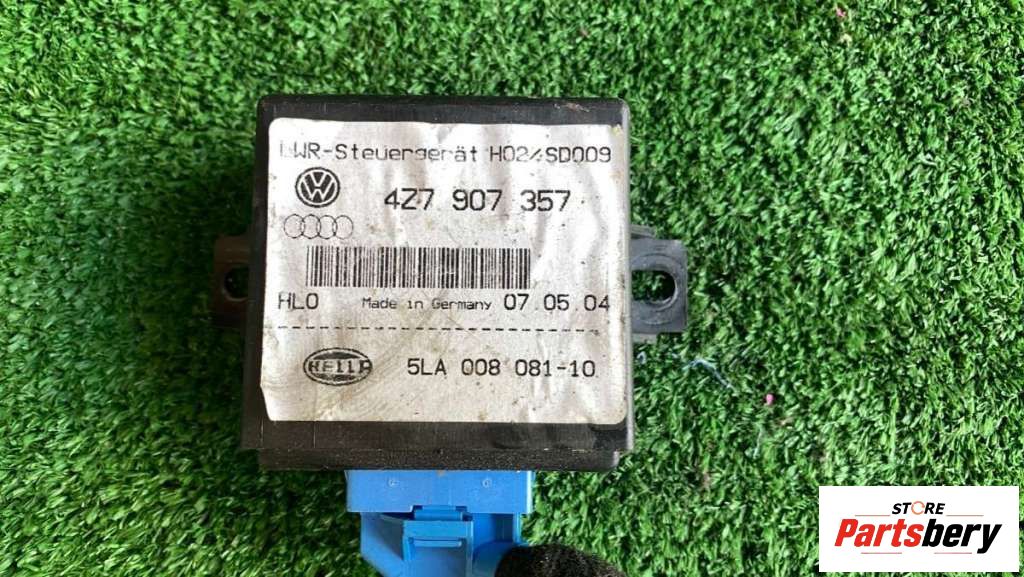 LWR-Steuergerät H024SD009
4Z7 907 357
HLO Made in Germany 07.05.04
HELLA
5LA 008 081-10
STORE
Partsbery